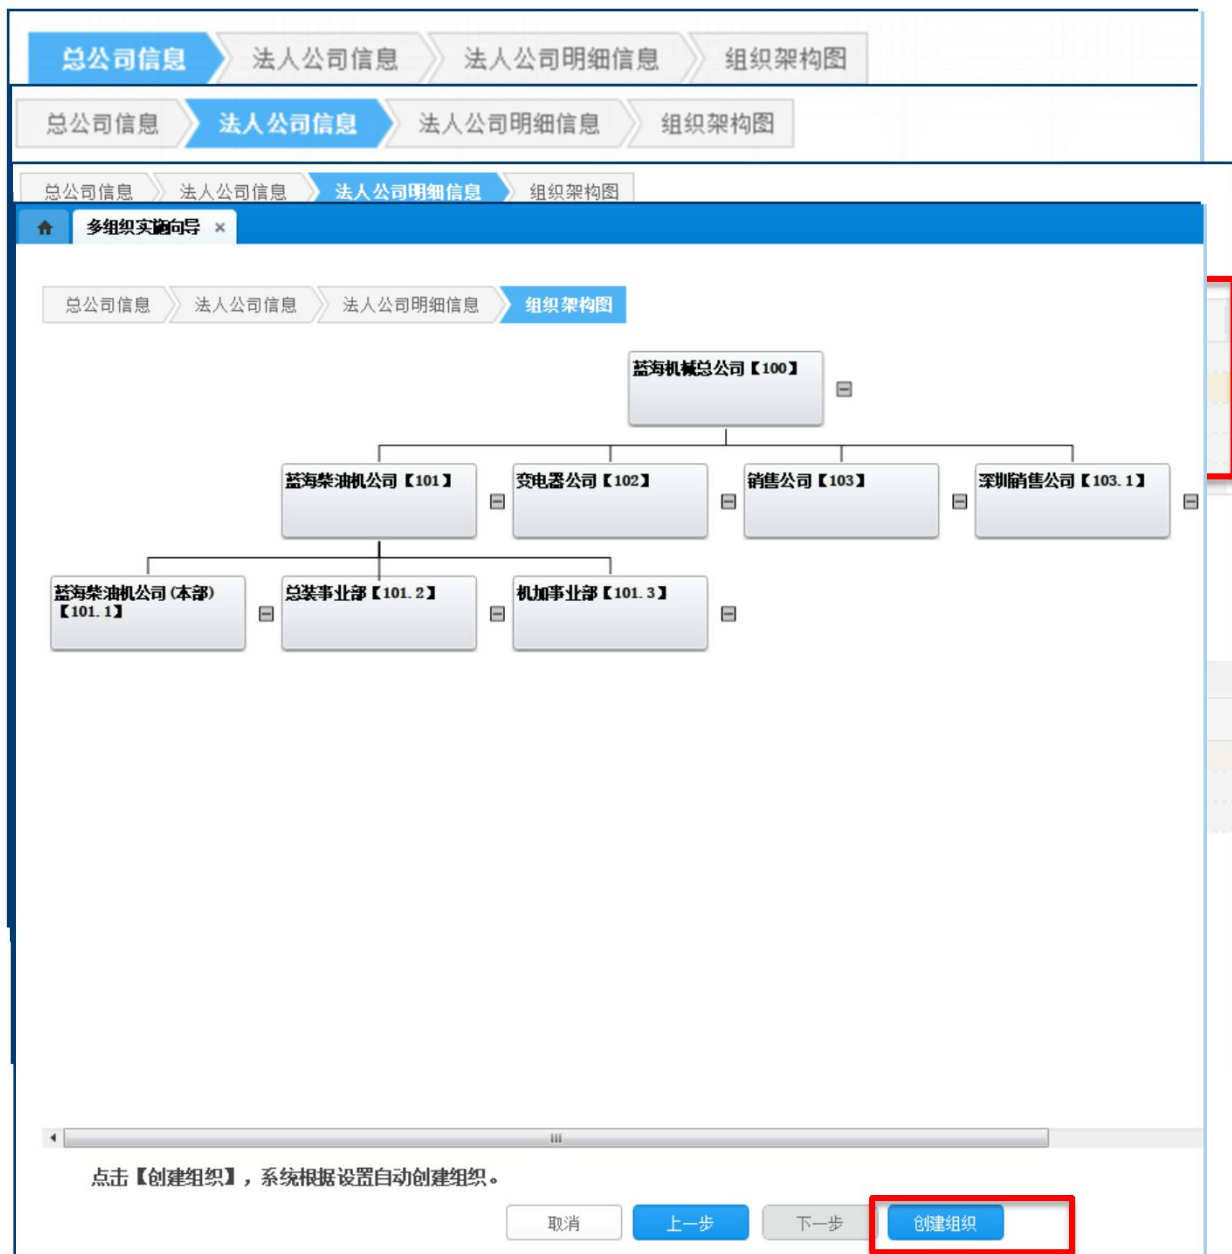 总公司信息 法人公司信息 法人公司明细信息 组织架构图
总公司信息 法人公司信息 法人公司明细信息 组织架构图
总公司信息 法人公司信息 法人公司明细信息 组织架构图
多组织实施向导 ×
总公司信息 法人公司信息 法人公司明细信息 组织架构图
蓝海机械总公司【100】
蓝海柴油机公司【101】 变电器公司【102】 销售公司【103】 深圳销售公司【103.1】
蓝海柴油机公司(本部)
【101.1】
总装事业部【101.2】 机加事业部【101.3】
点击【创建组织】，系统根据设置自动创建组织。
取消 上一步 下一步 创建组织